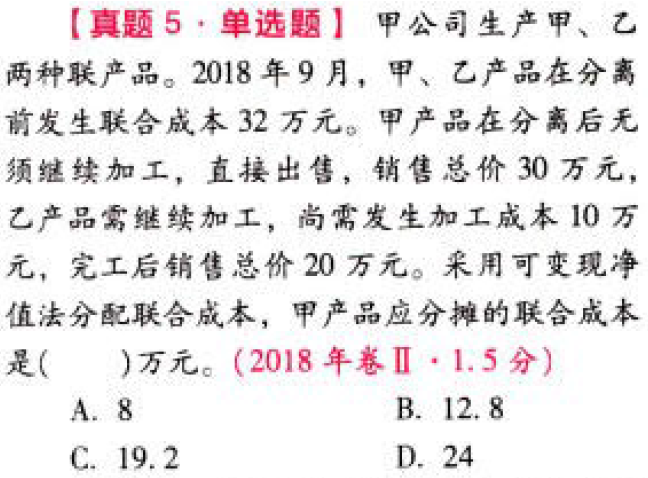 【真题 5 · 单选题】 甲公司生产甲、乙
两种联产品。2018 年 9 月，甲、乙产品在分离
前发生联合成本 32 万元。甲产品在分离后无
须继续加工，直接出售，销售总价 30 万元，
乙产品需继续加工，尚需发生加工成本 10 万
元，完工后销售总价 20 万元。采用可变现净
值法分配联合成本，甲产品应分摊的联合成本
是( )万元。(2018 年卷Ⅱ · 1.5 分)
A. 8 B. 12.8
C. 19.2 D. 24